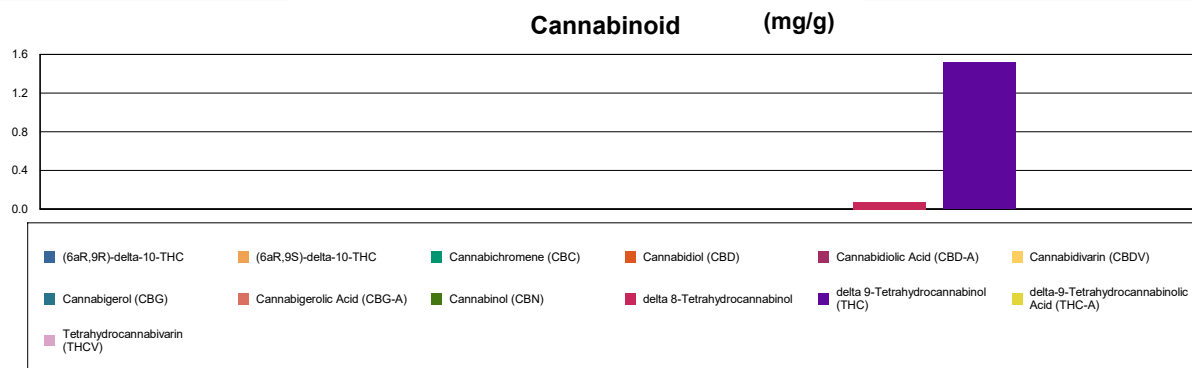 Cannabinoid (mg/g)
1.6
1.2
0.8
0.4
0.0
(6aR,9R)-delta-10-THC
(6aR,9S)-delta-10-THC
Cannabichromene (CBC)
Cannabidiol (CBD)
Cannabidiolic Acid (CBD-A)
Cannabidivarin (CBDV)
Cannabigerol (CBG)
Cannabigerolic Acid (CBG-A)
Cannabinol (CBN)
delta 8-Tetrahydrocannabinol
delta 9-Tetrahydrocannabinol
(THC)
delta-9-Tetrahydrocannabinolic
Acid (THC-A)
Tetrahydrocannabivarin
(THCV)